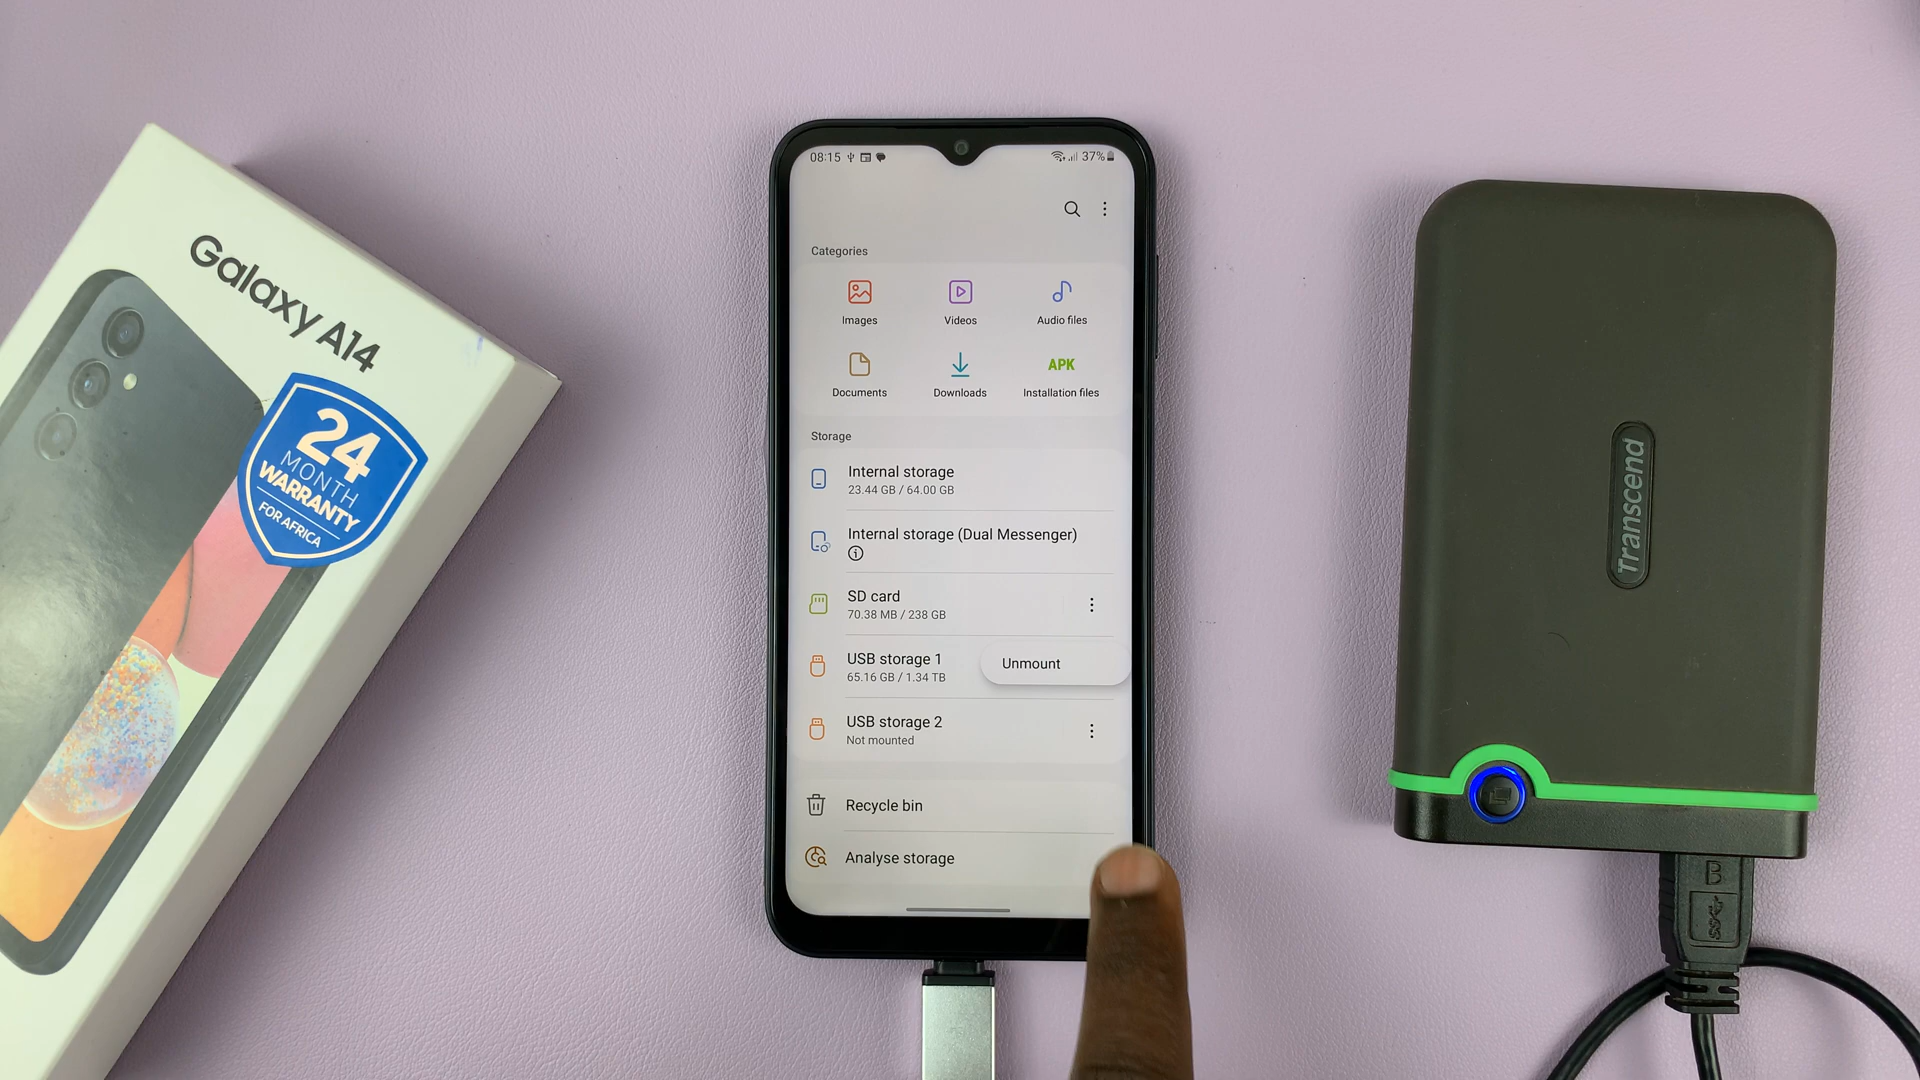 Galaxy A14
24
MONTH
WARRANTY
FOR AFRICA
08:15
37%
Categories
Images
Videos
Audio files
Documents
Downloads
APK
Installation files
Storage
Internal storage
23.44 GB / 64.00 GB
Internal storage (Dual Messenger)
SD card
70.38 MB / 238 GB
USB storage 1
65.16 GB / 1.34 TB
Unmount
USB storage 2
Not mounted
Recycle bin
Analyse storage
Transcend